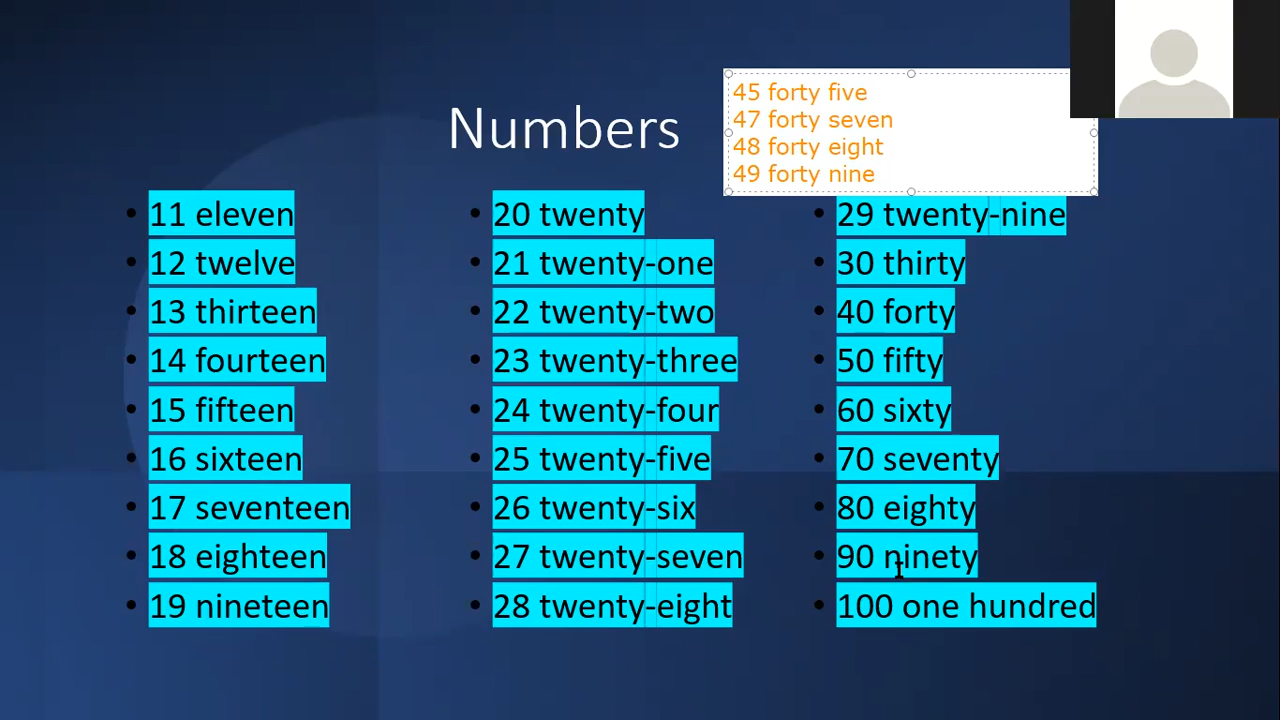 Numbers
45 forty five
47 forty seven
48 forty eight
49 forty nine
• 11 eleven
• 12 twelve
• 13 thirteen
• 14 fourteen
• 15 fifteen
• 16 sixteen
• 17 seventeen
• 18 eighteen
• 19 nineteen
• 20 twenty
• 21 twenty-one
• 22 twenty-two
• 23 twenty-three
• 24 twenty-four
• 25 twenty-five
• 26 twenty-six
• 27 twenty-seven
• 28 twenty-eight
• 29 twenty-nine
• 30 thirty
• 40 forty
• 50 fifty
• 60 sixty
• 70 seventy
• 80 eighty
• 90 ninety
• 100 one hundred